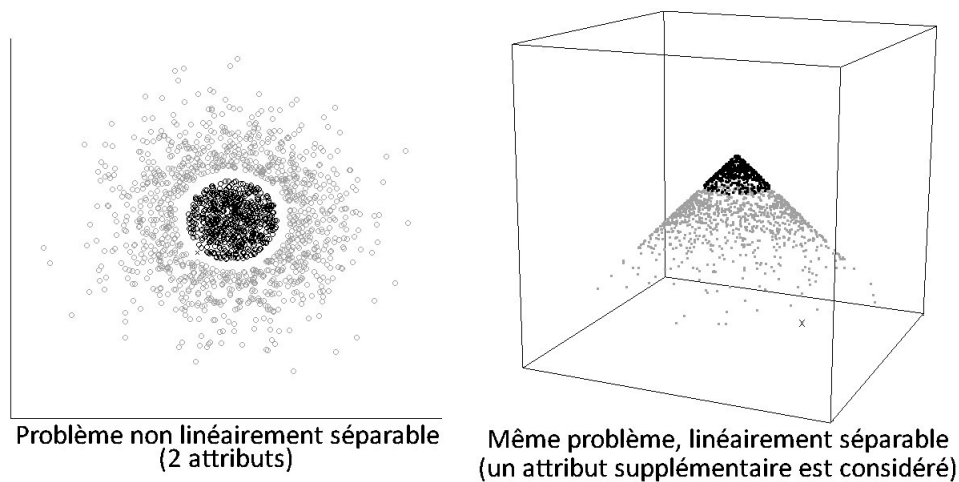 Problème non linéairement séparable
(2 attributs)
Même problème, linéairement séparable
(un attribut supplémentaire est considéré)
x
x